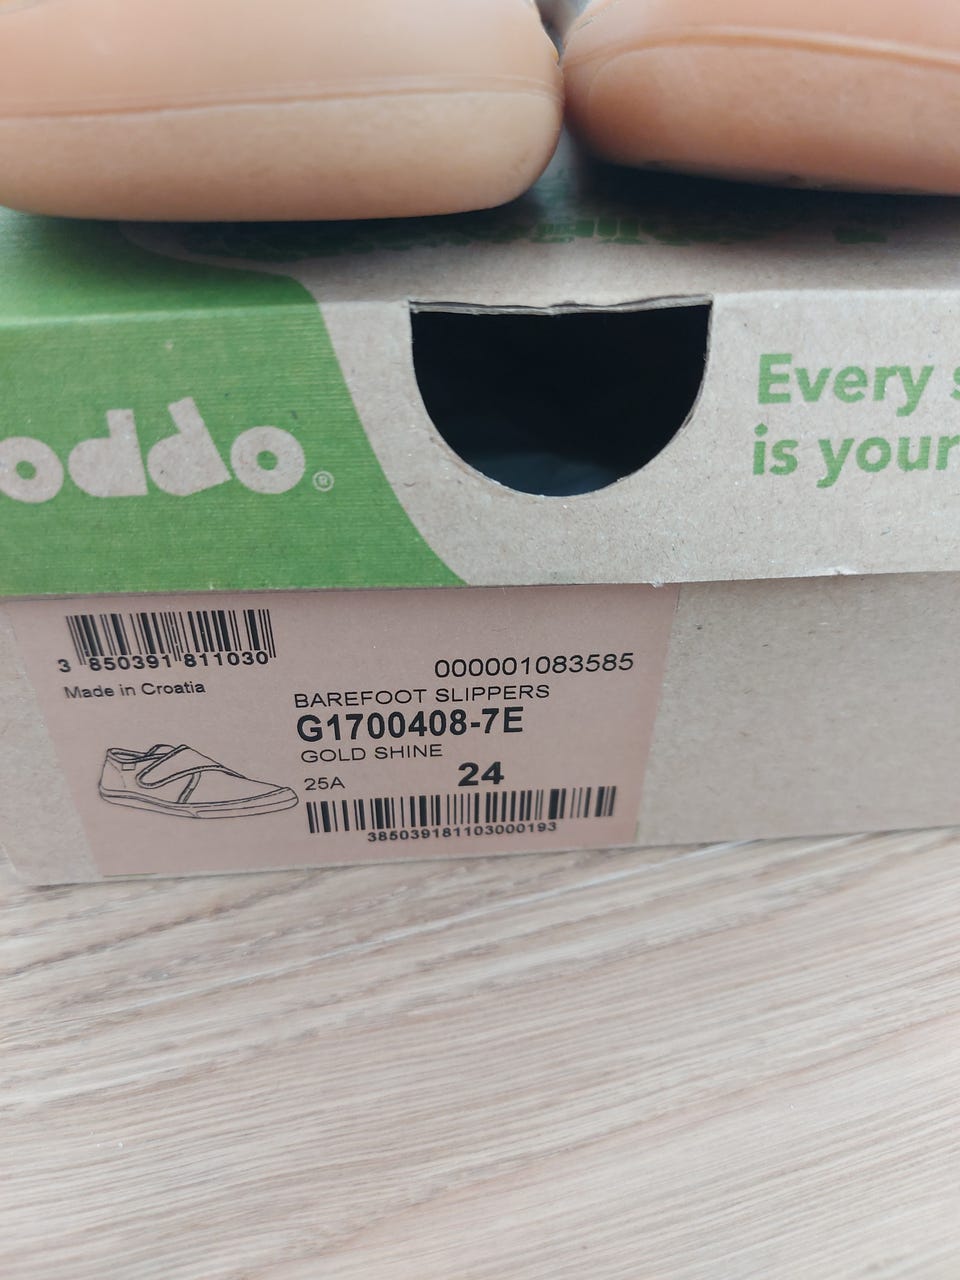 oddo®
Every
is your
3 850391 811030
Made in Croatia
000001083585
BAREFOOT SLIPPERS
G1700408-7E
GOLD SHINE
25A 24
385039181103000193